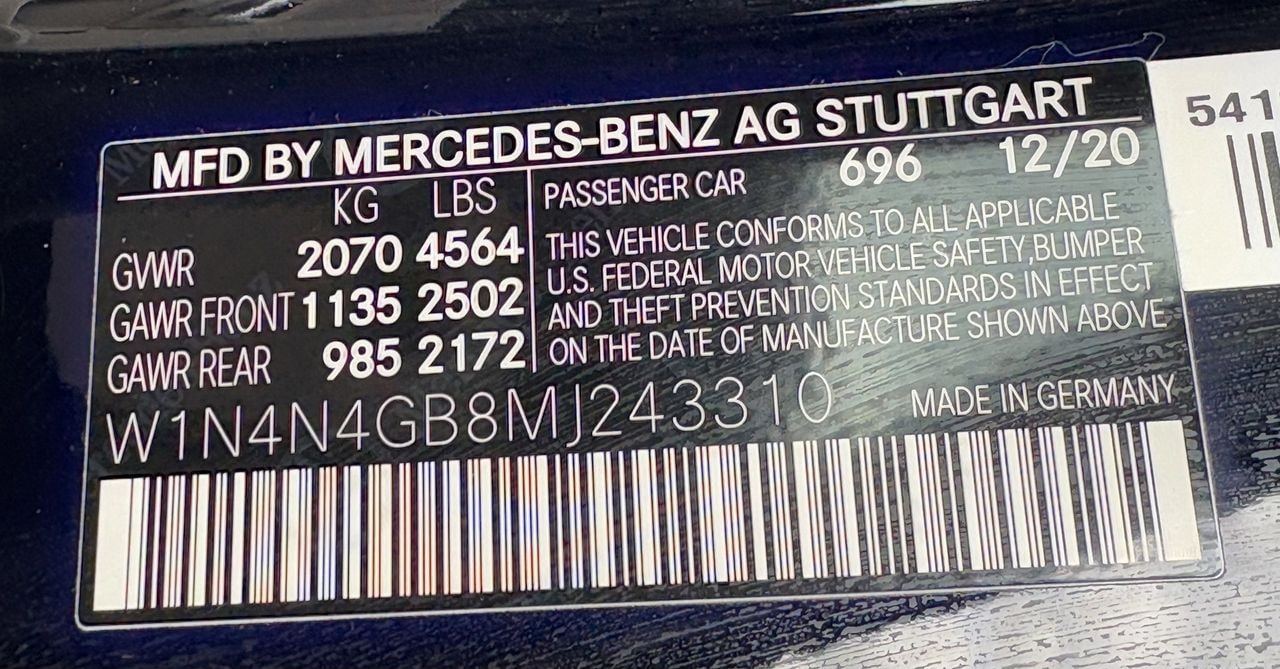 MFD BY MERCEDES-BENZ AG STUTTGART
KG LBS
GVWR 2070 4564
GAWR FRONT 1135 2502
GAWR REAR 985 2172
PASSENGER CAR 696 12/20
THIS VEHICLE CONFORMS TO ALL APPLICABLE
U.S. FEDERAL MOTOR VEHICLE SAFETY,BUMPER
AND THEFT PREVENTION STANDARDS IN EFFECT
ON THE DATE OF MANUFACTURE SHOWN ABOVE
W1N4N4GB8MJ243310
MADE IN GERMANY
541